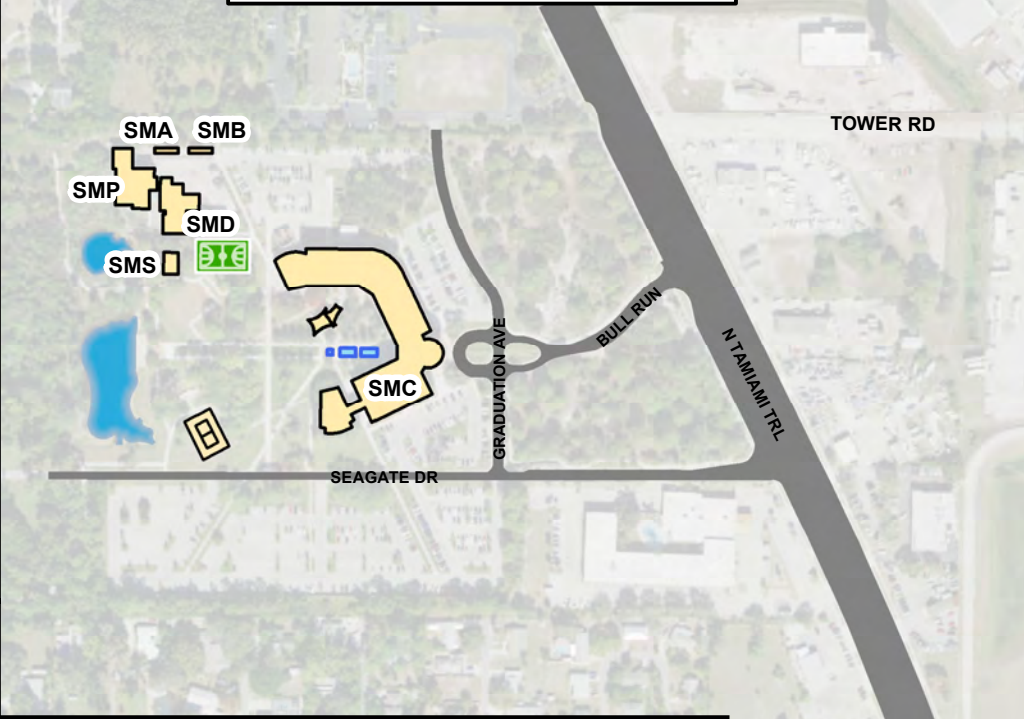 TOWER RD
SMA
SMB
SMP
SMD
SMS
BULL RUN
N TAMIAMI TRL
GRADUATION AVE
SMC
SEAGATE DR